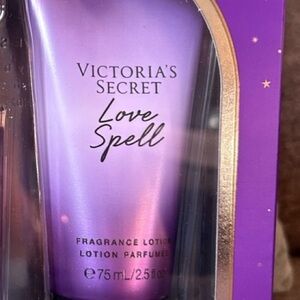 VICTORIA'S
SECRET
Love
Spell
FRAGRANCE LOTION
LOTION PARFUMÉE
℮75 mL/2.5 fl oz